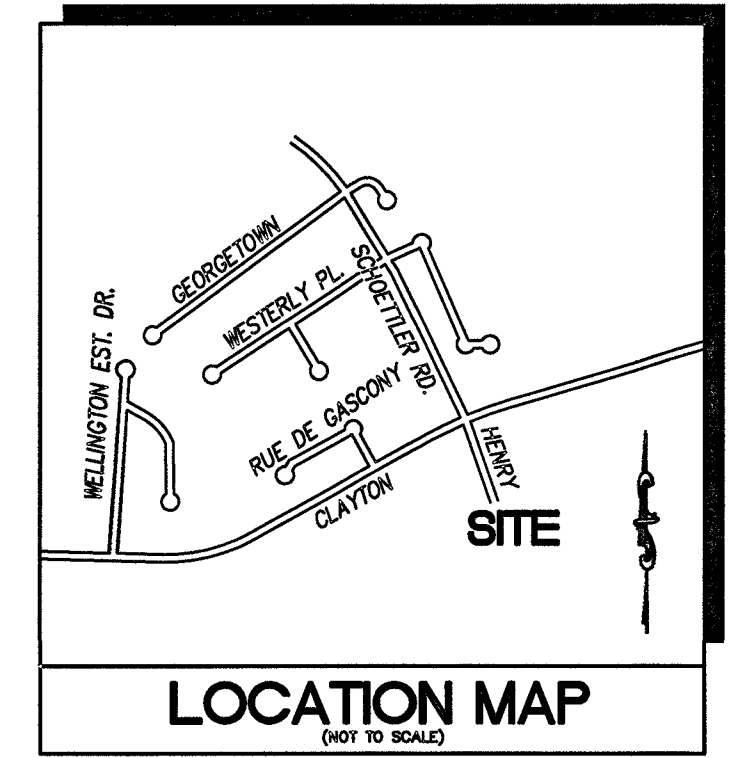 GEORGETOWN
SCHOETTLER RD.
WESTERLY PL.
WELLINGTON EST. DR.
RUE DE GASCONY
HENRY
CLAYTON
SITE
LOCATION MAP
(NOT TO SCALE)